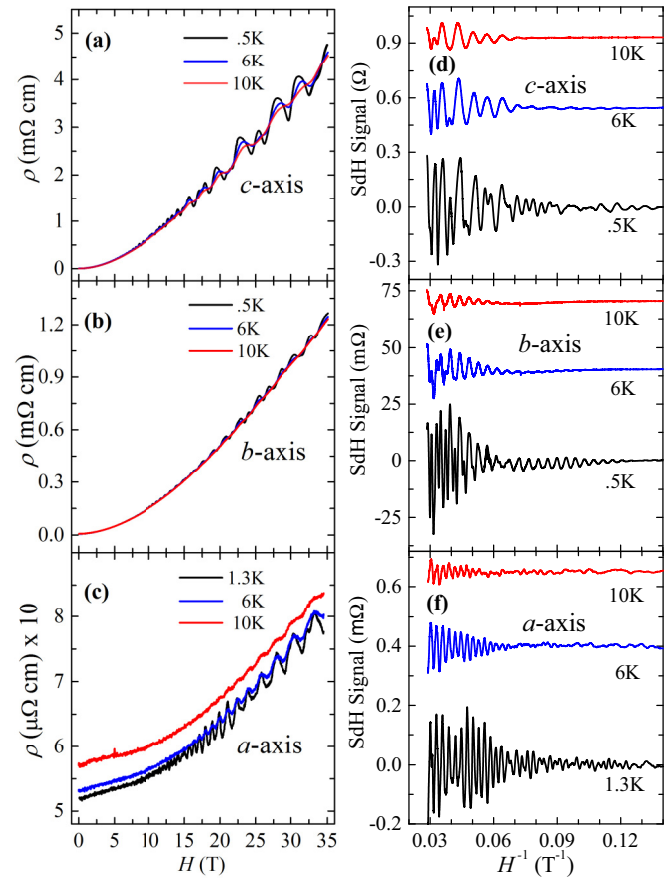 (a)
.5K
6K
10K
ρ (mΩ cm)
5
4
3
2
1
0
c-axis
(b)
.5K
6K
10K
ρ (mΩ cm)
1.2
0.9
0.6
0.3
0.0
b-axis
(c)
1.3K
6K
10K
ρ (μΩ cm) x 10
8
7
6
5
a-axis
0 5 10 15 20 25 30 35
H (T)
(d)
SdH Signal (Ω)
0.9
0.6
0.3
0.0
-0.3
10K
c-axis
6K
.5K
(e)
SdH Signal (mΩ)
75
50
25
0
-25
10K
b-axis
6K
.5K
(f)
SdH Signal (mΩ)
0.6
0.4
0.2
0.0
-0.2
10K
a-axis
6K
1.3K
0.03 0.06 0.09 0.12
H⁻¹ (T⁻¹)